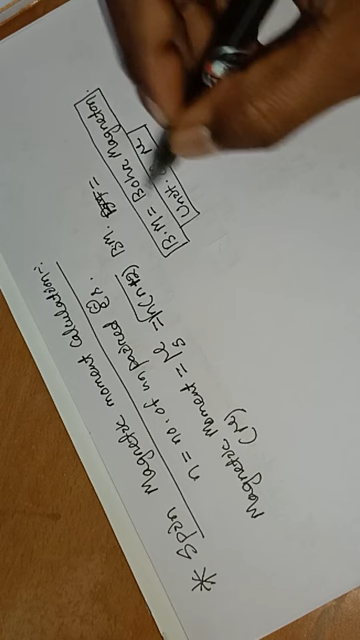 * Spin Magnetic moment calculation:-
n = no. of unpaired e⁻s.
Magnetic Moment = μs = √n(n+2) B.M.
(μ)
B.M = Bohr Magneton.
Unit